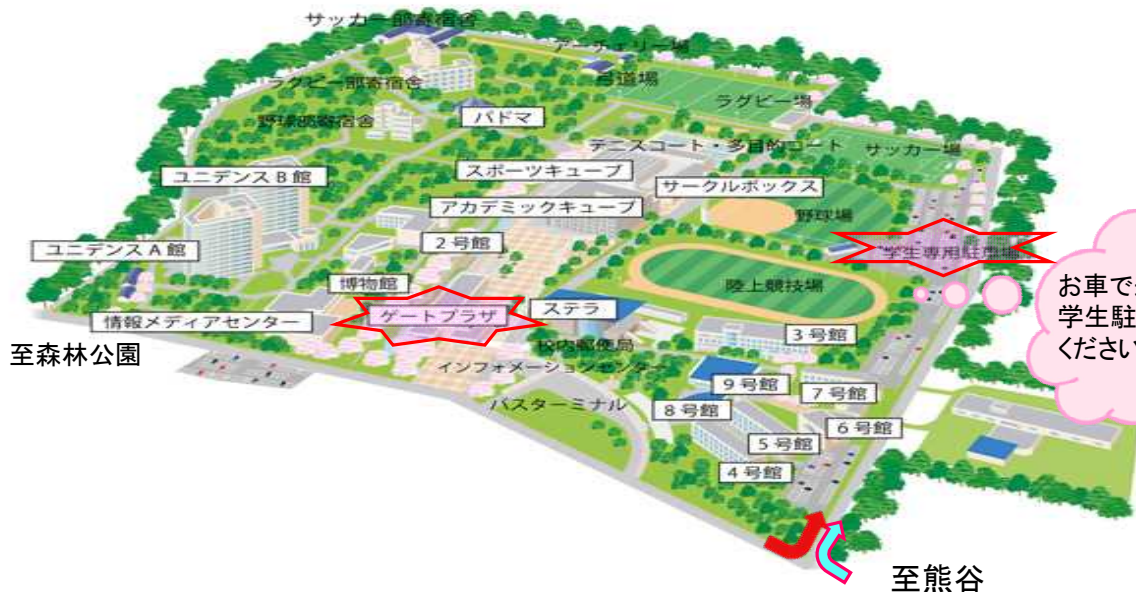 サッカー部寄宿舎
アーチェリー場
弓道場
ラグビー部寄宿舎
ラグビー場
野球部寄宿舎
パドマ
テニスコート・多目的コート
サッカー場
ユニデンスB館
スポーツキューブ
サークルボックス
アカデミックキューブ
野球場
2号館
ユニデンスA館
学生専用駐車場
博物館
陸上競技場
お車で
学生駐
ください
情報メディアセンター
ゲートプラザ
ステラ
3号館
校内郵便局
至森林公園
インフォメーションセンター
9号館
7号館
バスターミナル
8号館
6号館
5号館
4号館
至熊谷